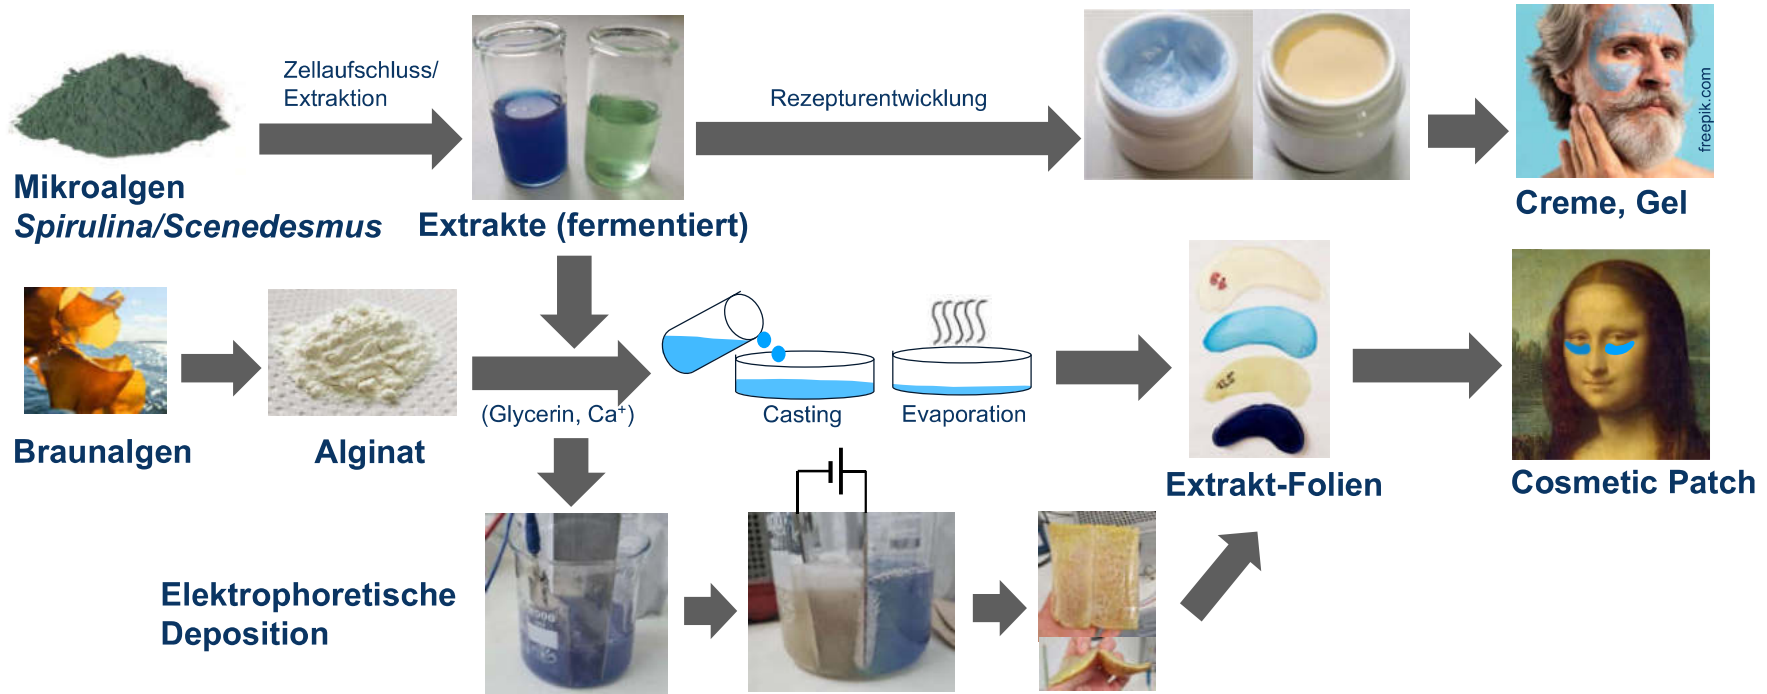 Zellaufschluss/
Extraktion
Rezepturentwicklung
freepik.com
Mikroalgen
Spirulina/Scenedesmus
Extrakte (fermentiert)
Creme, Gel
(Glycerin, Ca⁺)
Casting
Evaporation
Braunalgen
Alginat
Extrakt-Folien
Cosmetic Patch
Elektrophoretische
Deposition